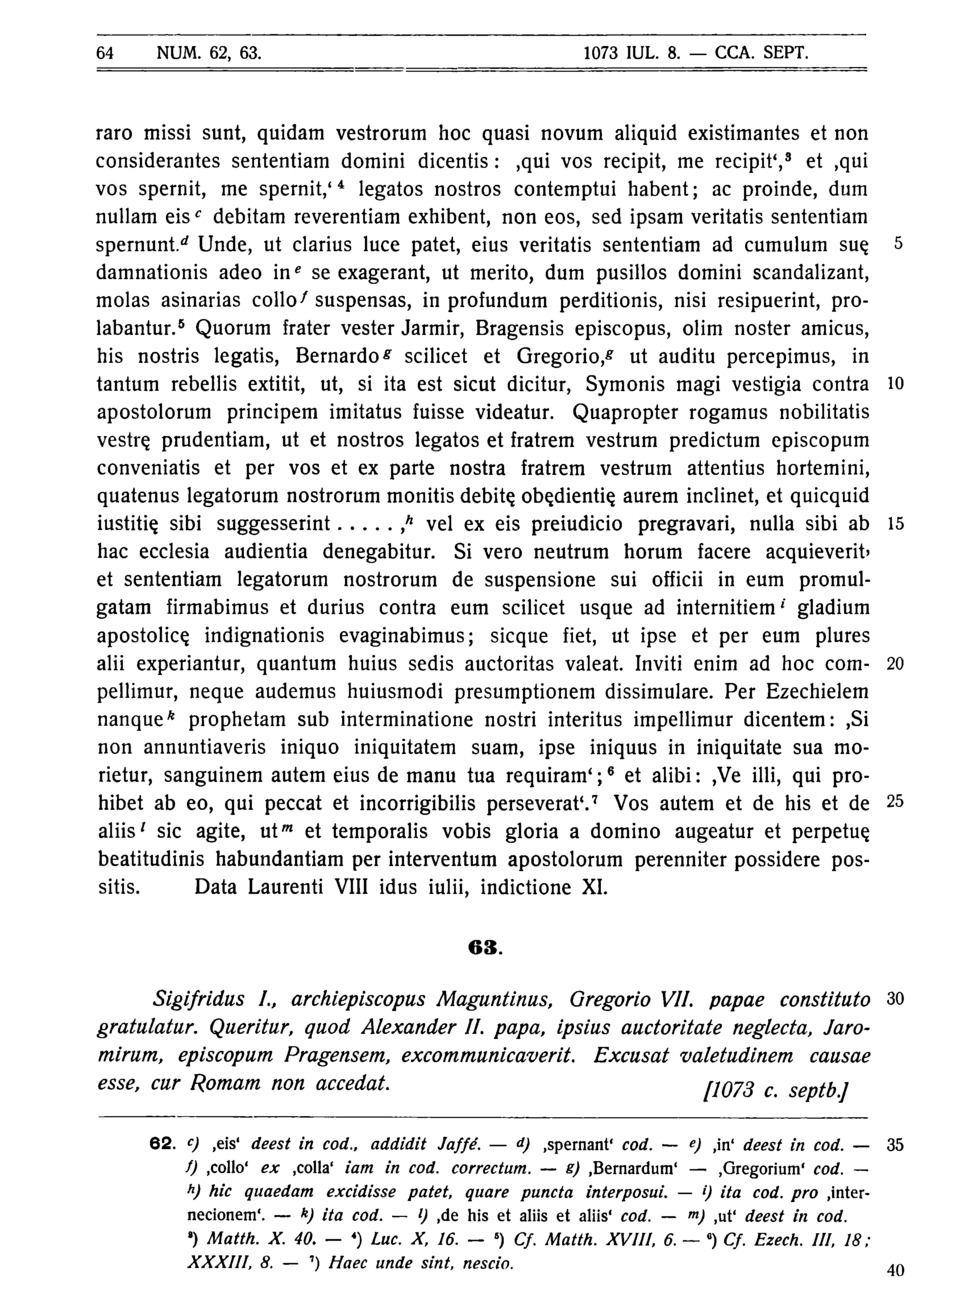 64 NUM. 62, 63. 1073 IUL. 8. — CCA. SEPT.
raro missi sunt, quidam vestrorum hoc quasi novum aliquid existimantes et non
considerantes sententiam domini dicentis: ‚qui vos recipit, me recipit‘,³ et ‚qui
vos spernit, me spernit,‘ ⁴ legatos nostros contemptui habent; ac proinde, dum
nullam eis ᶜ debitam reverentiam exhibent, non eos, sed ipsam veritatis sententiam
spernunt.ᵈ Unde, ut clarius luce patet, eius veritatis sententiam ad cumulum suę 5
damnationis adeo in ᵉ se exagerant, ut merito, dum pusillos domini scandalizant,
molas asinarias collo ᶠ suspensas, in profundum perditionis, nisi resipuerint, pro-
labantur.⁵ Quorum frater vester Jarmir, Bragensis episcopus, olim noster amicus,
his nostris legatis, Bernardo ᵍ scilicet et Gregorio,ᵍ ut auditu percepimus, in
tantum rebellis extitit, ut, si ita est sicut dicitur, Symonis magi vestigia contra 10
apostolorum principem imitatus fuisse videatur. Quapropter rogamus nobilitatis
vestrę prudentiam, ut et nostros legatos et fratrem vestrum predictum episcopum
conveniatis et per vos et ex parte nostra fratrem vestrum attentius hortemini,
quatenus legatorum nostrorum monitis debitę obędientię aurem inclinet, et quicquid
iustitię sibi suggesserint . . . . . ,ʰ vel ex eis preiudicio pregravari, nulla sibi ab 15
hac ecclesia audientia denegabitur. Si vero neutrum horum facere acquieverit,
et sententiam legatorum nostrorum de suspensione sui officii in eum promul-
gatam firmabimus et durius contra eum scilicet usque ad internitiem ⁱ gladium
apostolicę indignationis evaginabimus; sicque fiet, ut ipse et per eum plures
alii experiantur, quantum huius sedis auctoritas valeat. Inviti enim ad hoc com- 20
pellimur, neque audemus huiusmodi presumptionem dissimulare. Per Ezechielem
nanque ᵏ prophetam sub interminatione nostri interitus impellimur dicentem: ‚Si
non annuntiaveris iniquo iniquitatem suam, ipse iniquus in iniquitate sua mo-
rietur, sanguinem autem eius de manu tua requiram‘;⁶ et alibi: ‚Ve illi, qui pro-
hibet ab eo, qui peccat et incorrigibilis perseverat‘.⁷ Vos autem et de his et de 25
aliis ˡ sic agite, ut ᵐ et temporalis vobis gloria a domino augeatur et perpetuę
beatitudinis habundantiam per interventum apostolorum perenniter possidere pos-
sitis. Data Laurenti VIII idus iulii, indictione XI.
63.
Sigifridus I., archiepiscopus Maguntinus, Gregorio VII. papae constituto 30
gratulatur. Queritur, quod Alexander II. papa, ipsius auctoritate neglecta, Jaro-
mirum, episcopum Pragensem, excommunicaverit. Excusat valetudinem causae
esse, cur Romam non accedat. [1073 c. septb.]
62. ᶜ) ‚eis‘ deest in cod., addidit Jaffé. — ᵈ) ‚spernant‘ cod. — ᵉ) ‚in‘ deest in cod. — 35
ᶠ) ‚collo‘ ex ‚colla‘ iam in cod. correctum. — ᵍ) ‚Bernardum‘ — ‚Gregorium‘ cod. —
ʰ) hic quaedam excidisse patet, quare puncta interposui. — ⁱ) ita cod. pro ‚inter-
necionem‘. — ᵏ) ita cod. — ˡ) ‚de his et aliis et aliis‘ cod. — ᵐ) ‚ut‘ deest in cod.
³) Matth. X. 40. — ⁴) Luc. X, 16. — ⁵) Cf. Matth. XVIII, 6. — ⁶) Cf. Ezech. III, 18;
XXXIII, 8. — ⁷) Haec unde sint, nescio. 40